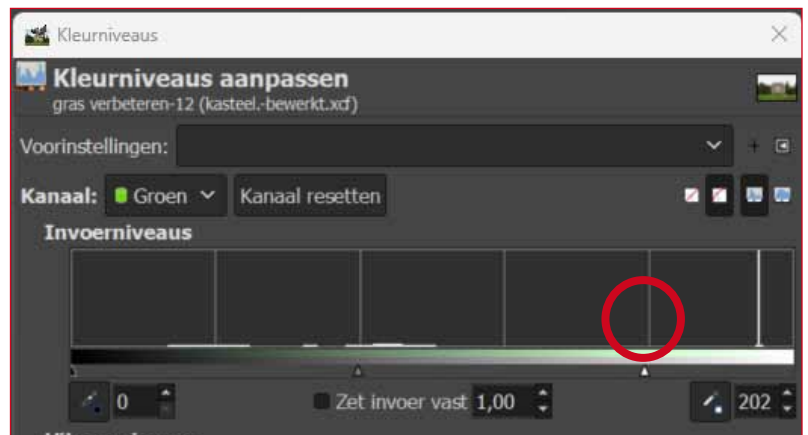 Kleurniveaus
Kleurniveaus aanpassen
gras verbeteren-12 (kasteel.-bewerkt.xcf)
Voorinstellingen:
Kanaal: Groen Kanaal resetten
Invoerniveaus
0 Zet invoer vast 1,00 202